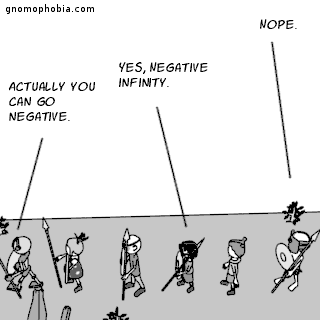 gnomophobia.com
ACTUALLY YOU
CAN GO
NEGATIVE.
YES, NEGATIVE
INFINITY.
NOPE.